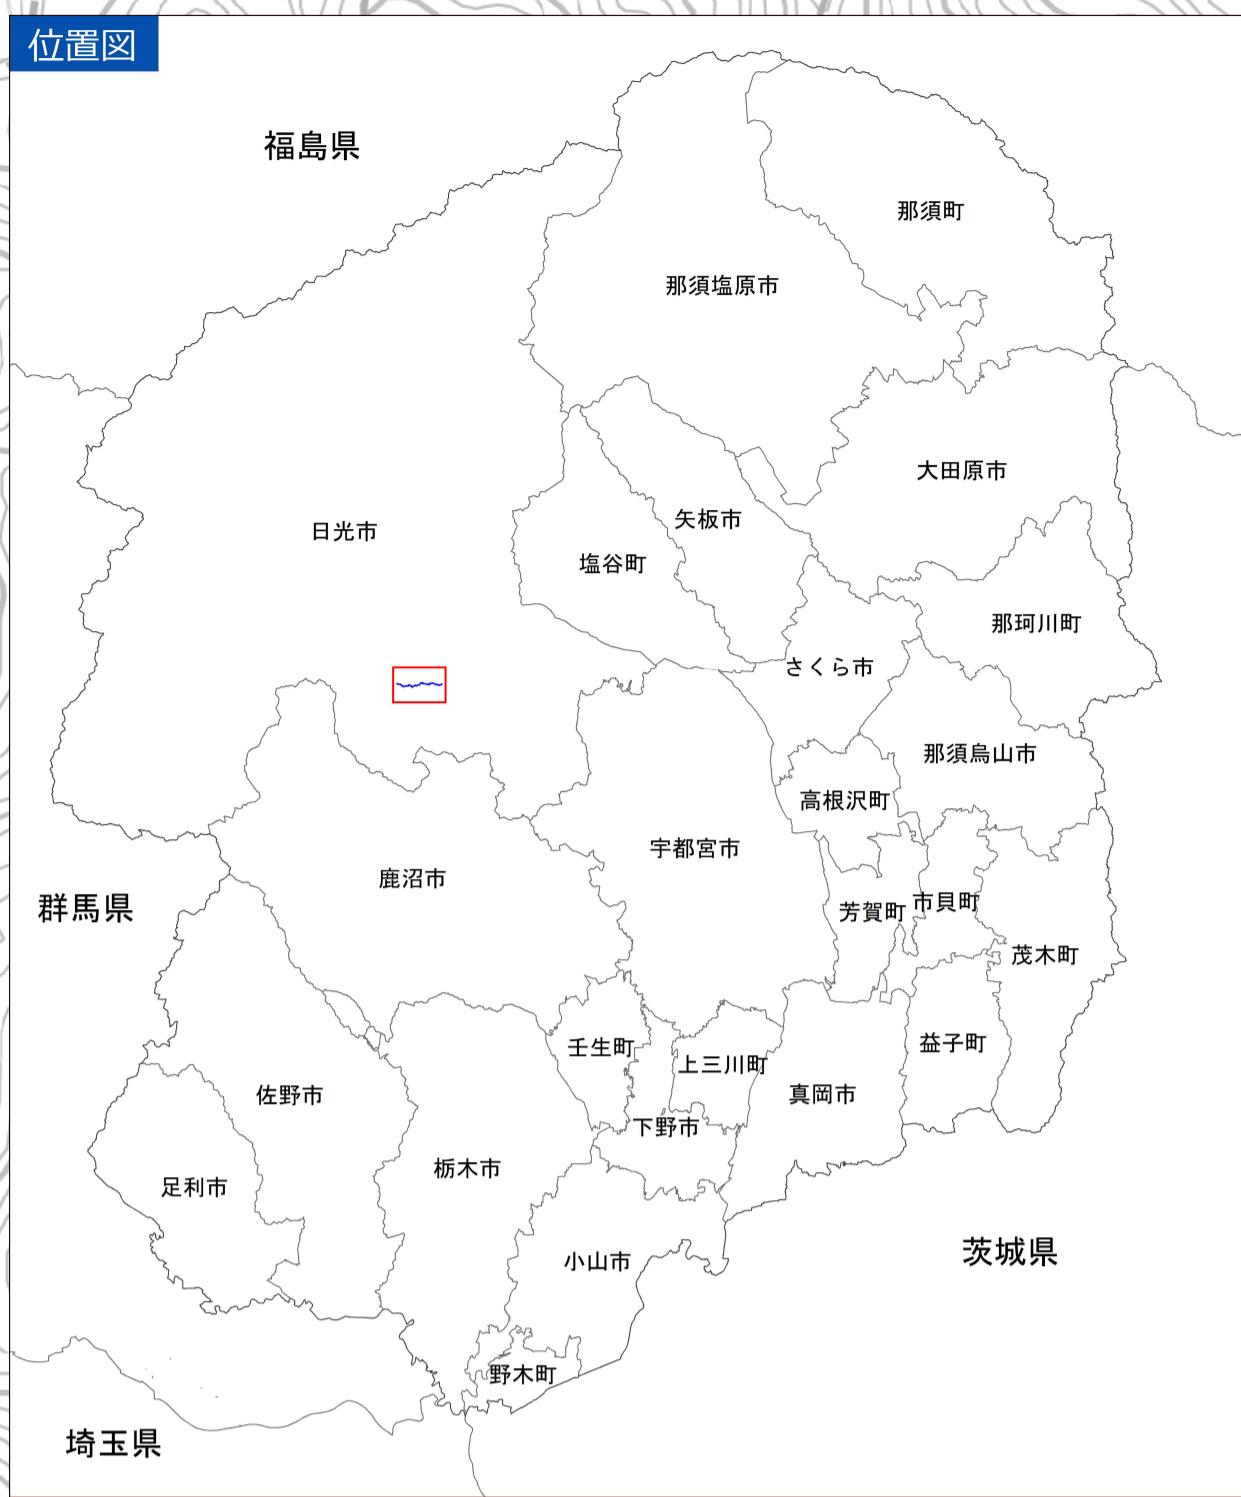 位置図
福島県
那須町
那須塩原市
大田原市
矢板市
日光市
塩谷町
那珂川町
さくら市
那須烏山市
高根沢町
宇都宮市
鹿沼市
市貝町
群馬県
芳賀町
茂木町
益子町
壬生町
上三川町
佐野市
真岡市
下野市
栃木市
足利市
茨城県
小山市
野木町
埼玉県